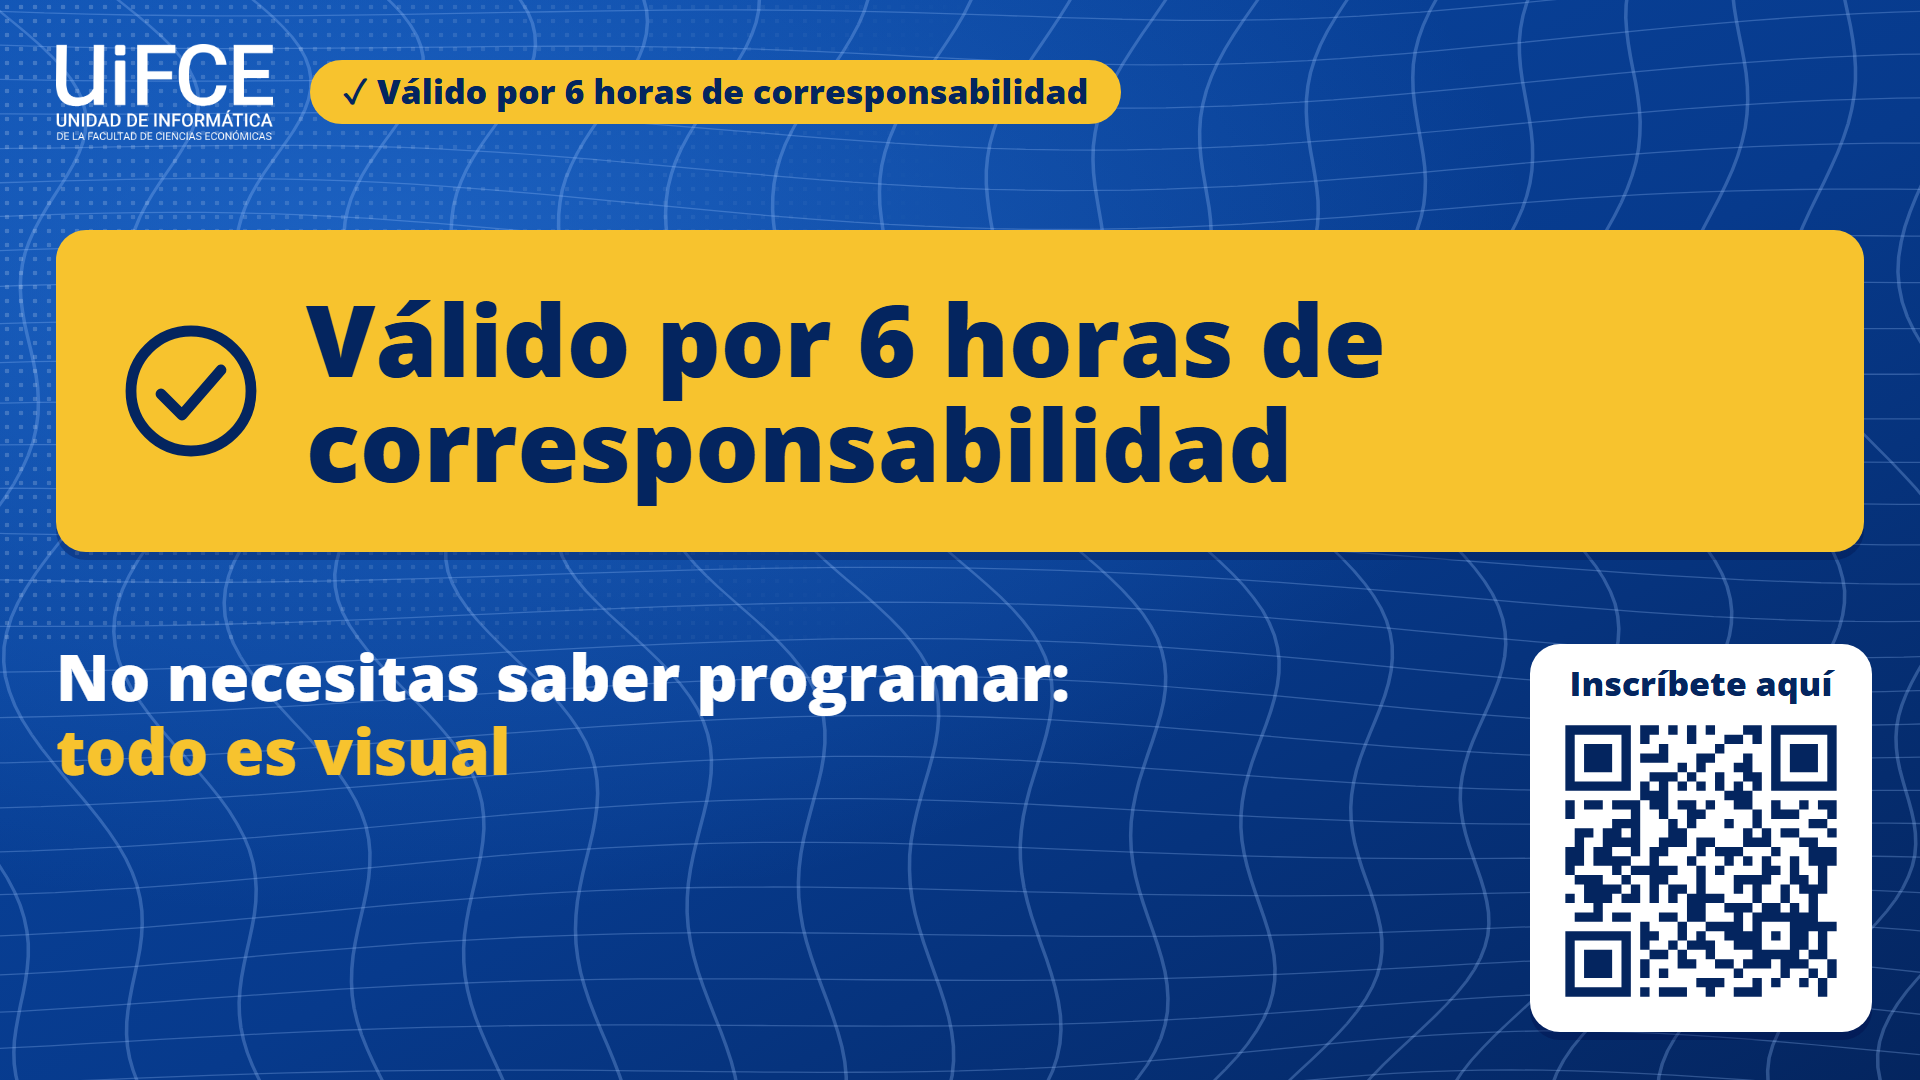 UiFCE
UNIDAD DE INFORMÁTICA
DE LA FACULTAD DE CIENCIAS ECONÓMICAS
✓ Válido por 6 horas de corresponsabilidad
Válido por 6 horas de
corresponsabilidad
No necesitas saber programar:
todo es visual
Inscríbete aquí